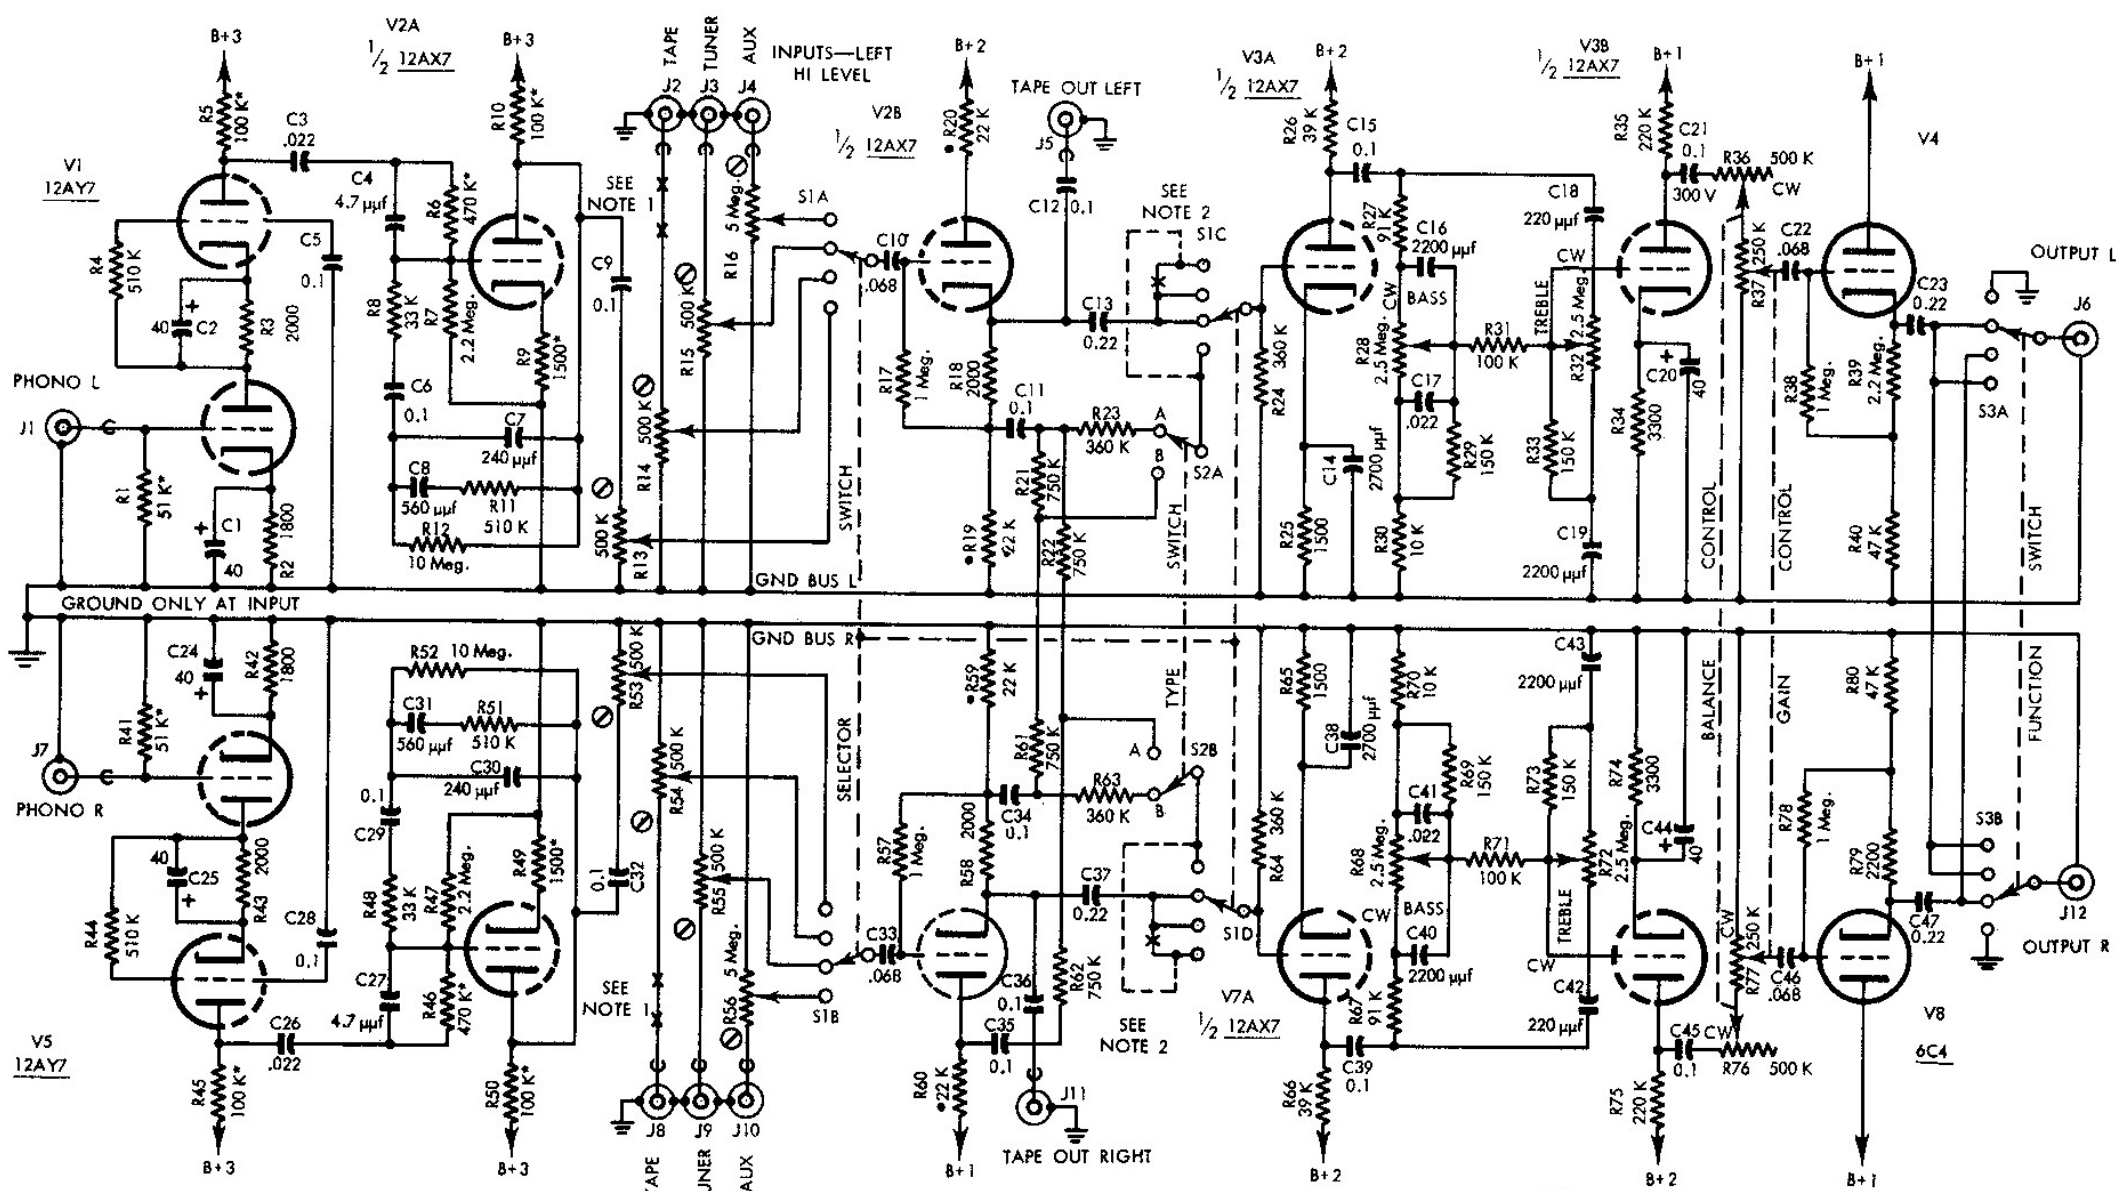 B+3
R5
100 K*
C3
.022
V1
12AY7
R4
510 K
40
C2
R3
2000
C5
0.1
PHONO L
J1
R1
51 K*
C1
40
1800
R2
V2A
1/2 12AX7
B+3
R10
100 K*
C4
4.7 μμf
R6
470 K*
R8
33 K
R7
2.2 Meg.
R9
1500*
C6
0.1
C7
240 μμf
C8
560 μμf
R11
510 K
R12
10 Meg.
SEE
NOTE 1
C9
0.1
500 K
R13
TAPE
TUNER
AUX
J2
J3
J4
INPUTS—LEFT
HI LEVEL
5 Meg.
R16
500 K
R15
500 K
R14
S1A
SWITCH
GND BUS L
GROUND ONLY AT INPUT
V2B
1/2 12AX7
B+2
R20
22 K
C10
.068
R17
1 Meg.
R18
2000
R19
22 K
TAPE OUT LEFT
J5
C12
0.1
C13
0.22
C11
0.1
R21
750 K
R22
750 K
R23
360 K
A
B
S2A
SEE
NOTE 2
S1C
SWITCH
V3A
1/2 12AX7
B+2
R26
39 K
C15
0.1
R24
360 K
R25
1500
C14
2700 μμf
R27
91 K
C16
2200 μμf
CW
BASS
R28
2.5 Meg.
C17
.022
R29
150 K
R30
10 K
R31
100 K
TREBLE
CW
C18
220 μμf
R32
2.5 Meg
R33
150 K
C19
2200 μμf
V3B
1/2 12AX7
B+1
R35
220 K
C21
0.1
300 V
R36
500 K
CW
R34
3300
C20
40
R37
250 K
CONTROL
CONTROL
C22
.068
V4
B+1
R38
1 Meg.
R39
2.2 Meg.
R40
47 K
C23
0.22
S3A
OUTPUT L
J6
SWITCH
C24
40
R42
1800
R41
51 K*
J7
PHONO R
C25
40
R43
2000
R44
510 K
C28
0.1
V5
12AY7
C26
.022
R45
100 K*
B+3
R52
10 Meg.
C31
560 μμf
R51
510 K
C30
240 μμf
0.1
C29
R48
33 K
R47
2.2 Meg.
R49
1500*
C27
4.7 μμf
R46
470 K*
R50
100 K*
B+3
SEE
NOTE 1
R53
500 K
0.1
C32
R54
500 K
R55
500 K
R56
5 Meg.
S1B
SELECTOR
GND BUS R
J8
J9
J10
TAPE
TUNER
AUX
R59
22 K
R57
1 Meg.
R58
2000
C33
.068
C34
0.1
R61
750 K
R62
750 K
R63
360 K
A
B
S2B
TYPE
C37
0.22
C36
0.1
C35
0.1
R60
22 K
B+1
J11
TAPE OUT RIGHT
SEE
NOTE 2
S1D
V7A
1/2 12AX7
R64
360 K
R65
1500
C38
2700 μμf
R66
39 K
B+2
C39
0.1
R67
91 K
R70
10 K
R69
150 K
C41
.022
R68
2.5 Meg.
CW
BASS
C40
2200 μμf
R71
100 K
TREBLE
CW
C43
2200 μμf
R73
150 K
R72
2.5 Meg.
C42
220 μμf
R74
3300
C44
40
R75
220 K
B+2
C45
0.1
CW
R76
500 K
BALANCE
GAIN
CW
R77
250 K
C46
.068
R80
47 K
R78
1 Meg.
R79
2200
C47
0.22
V8
6C4
B+1
S3B
FUNCTION
J12
OUTPUT R